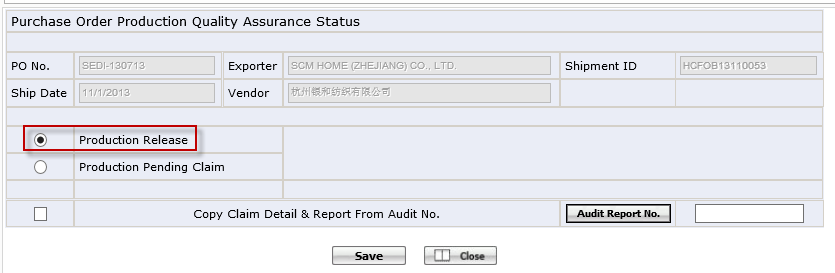 Purchase Order Production Quality Assurance Status
PO No. SEDI-130713 Exporter SCM HOME (ZHEJIANG) CO., LTD. Shipment ID HCFOB13110053
Ship Date 11/1/2013 Vendor 杭州银和纺织有限公司
Production Release
Production Pending Claim
Copy Claim Detail & Report From Audit No. Audit Report No.
Save Close